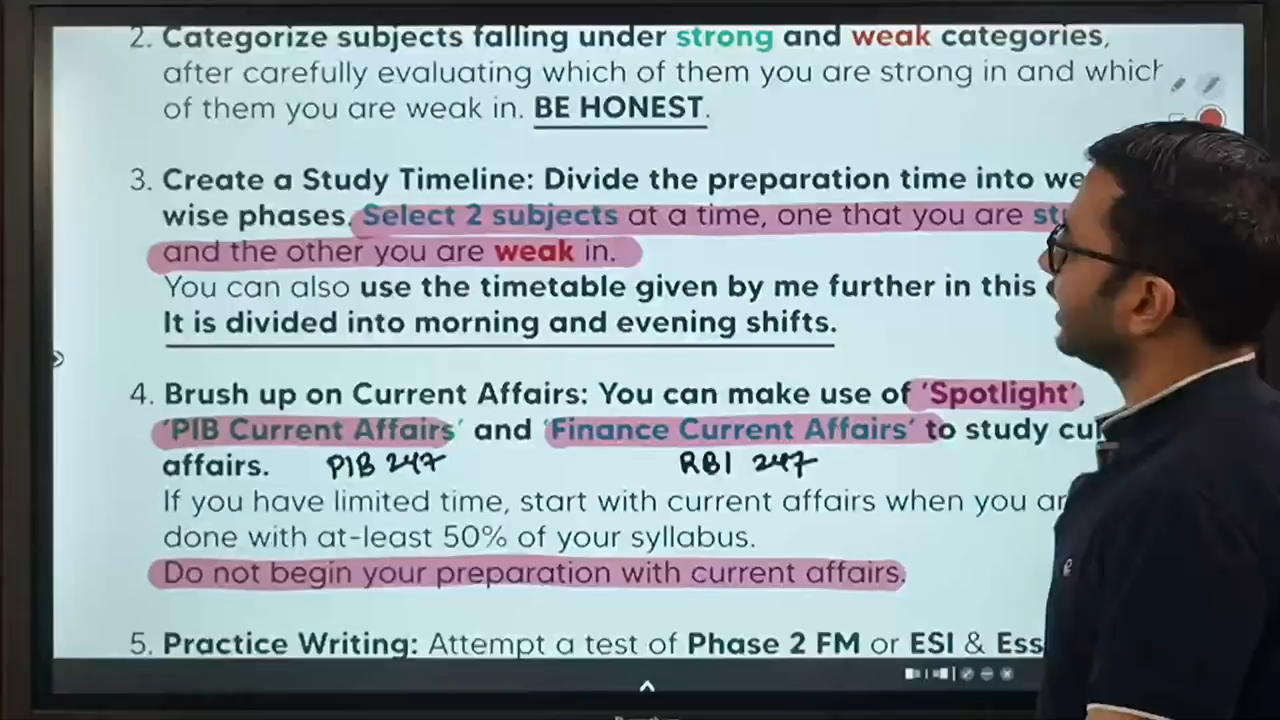 2. Categorize subjects falling under strong and weak categories,
after carefully evaluating which of them you are strong in and which
of them you are weak in. BE HONEST.
3. Create a Study Timeline: Divide the preparation time into
wise phases. Select 2 subjects at a time, one that you are
and the other you are weak in.
You can also use the timetable given by me further in this
It is divided into morning and evening shifts.
4. Brush up on Current Affairs: You can make use of 'Spotlight',
'PIB Current Affairs' and 'Finance Current Affairs' to study
affairs. PIB 247 RBI 247
If you have limited time, start with current affairs when you
done with at-least 50% of your syllabus.
Do not begin your preparation with current affairs.
5. Practice Writing: Attempt a test of Phase 2 FM or ESI &